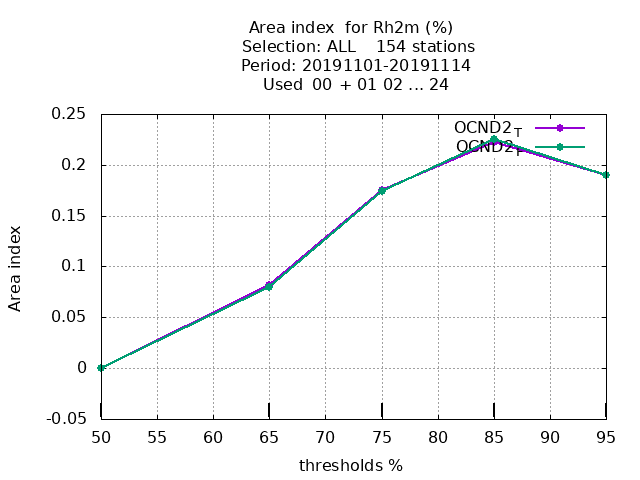 Area index  for Rh2m (%)
Selection: ALL    154 stations
Period: 20191101-20191114
Used  00  + 01 02 ... 24
0.25
0.2
0.15
0.1
0.05
0
-0.05
Area index
OCND2T
50 55 60 65 70 75 80 85 90 95
thresholds %